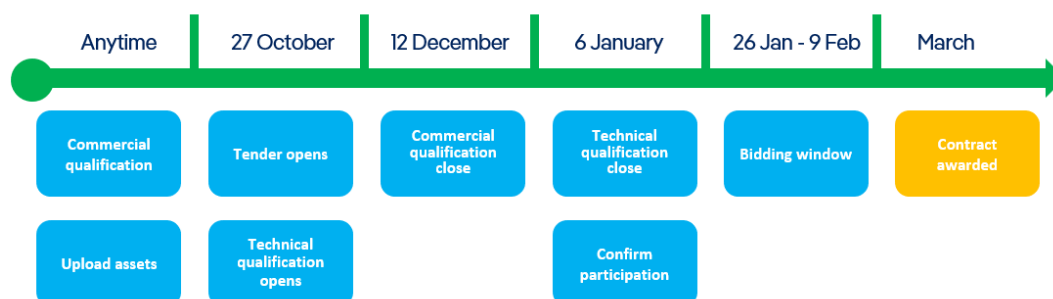 Anytime
27 October
12 December
6 January
26 Jan - 9 Feb
March
Commercial
qualification
Tender opens
Commercial
qualification
close
Technical
qualification
close
Bidding window
Contract
awarded
Upload assets
Technical
qualification
opens
Confirm
participation